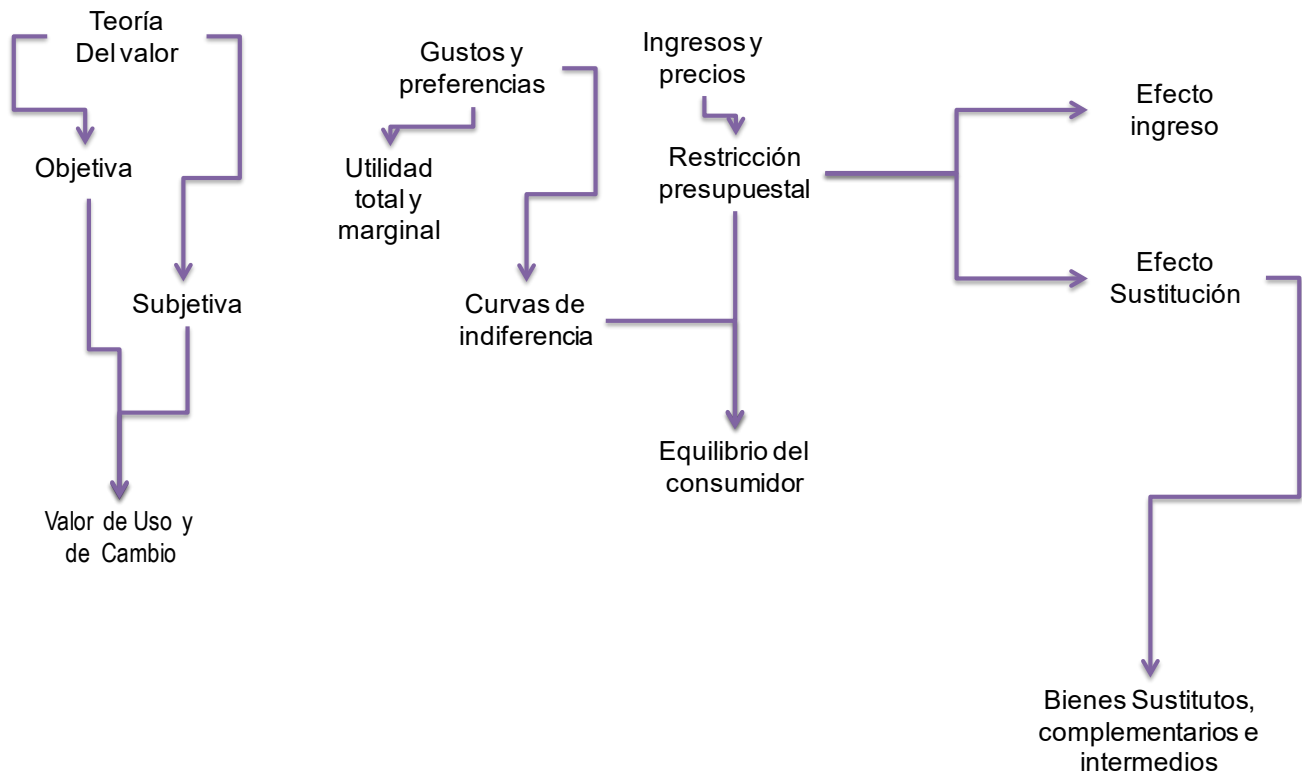 Teoría
Del valor
Objetiva
Subjetiva
Valor de Uso y
de Cambio
Gustos y
preferencias
Utilidad
total y
marginal
Curvas de
indiferencia
Ingresos y
precios
Restricción
presupuestal
Equilibrio del
consumidor
Efecto
ingreso
Efecto
Sustitución
Bienes Sustitutos,
complementarios e
intermedios